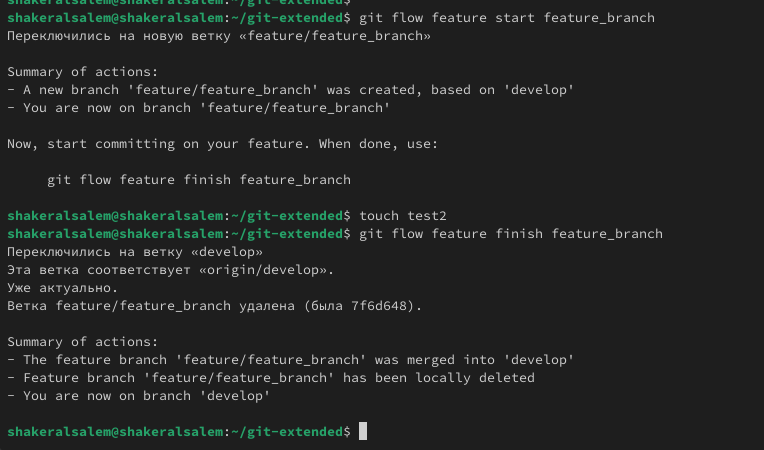 shakeralsalem@shakeralsalem:~/git-extended$
shakeralsalem@shakeralsalem:~/git-extended$ git flow feature start feature_branch
Переключились на новую ветку «feature/feature_branch»
Summary of actions:
- A new branch 'feature/feature_branch' was created, based on 'develop'
- You are now on branch 'feature/feature_branch'
Now, start committing on your feature. When done, use:
git flow feature finish feature_branch
shakeralsalem@shakeralsalem:~/git-extended$ touch test2
shakeralsalem@shakeralsalem:~/git-extended$ git flow feature finish feature_branch
Переключились на ветку «develop»
Эта ветка соответствует «origin/develop».
Уже актуально.
Ветка feature/feature_branch удалена (была 7f6d648).
Summary of actions:
- The feature branch 'feature/feature_branch' was merged into 'develop'
- Feature branch 'feature/feature_branch' has been locally deleted
- You are now on branch 'develop'
shakeralsalem@shakeralsalem:~/git-extended$